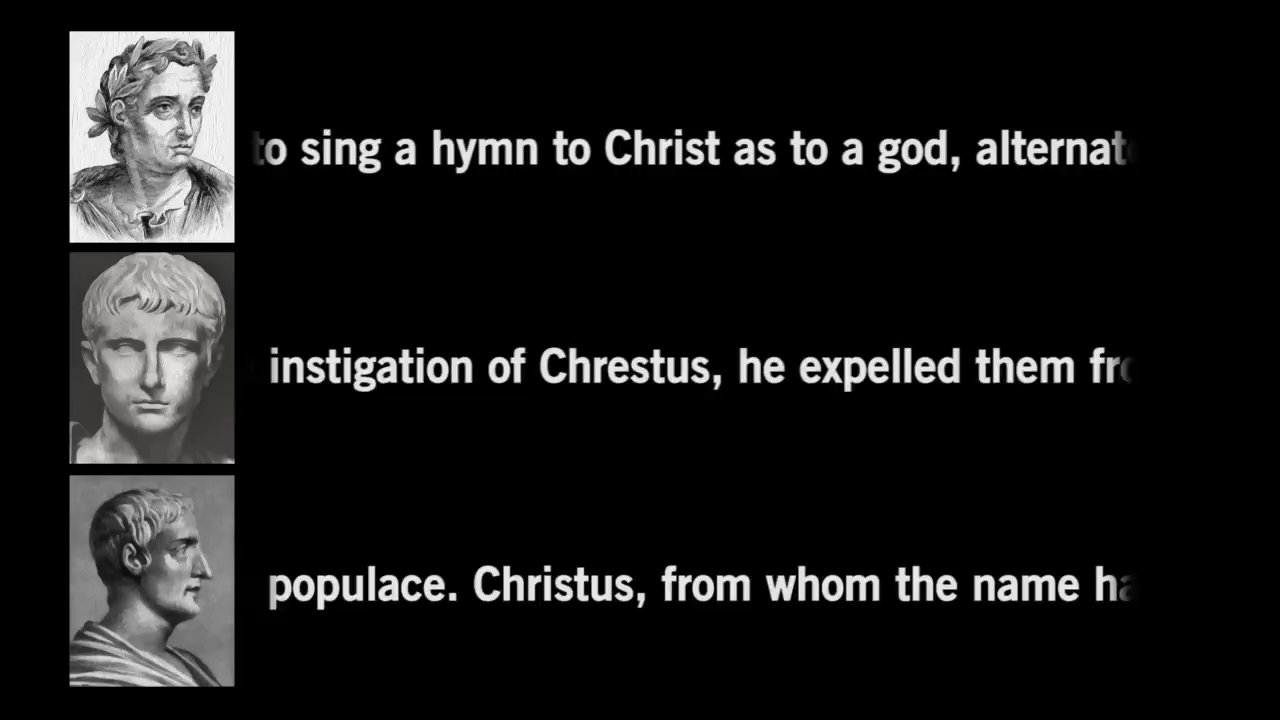 to sing a hymn to Christ as to a god, alternat
instigation of Chrestus, he expelled them fro
populace. Christus, from whom the name ha